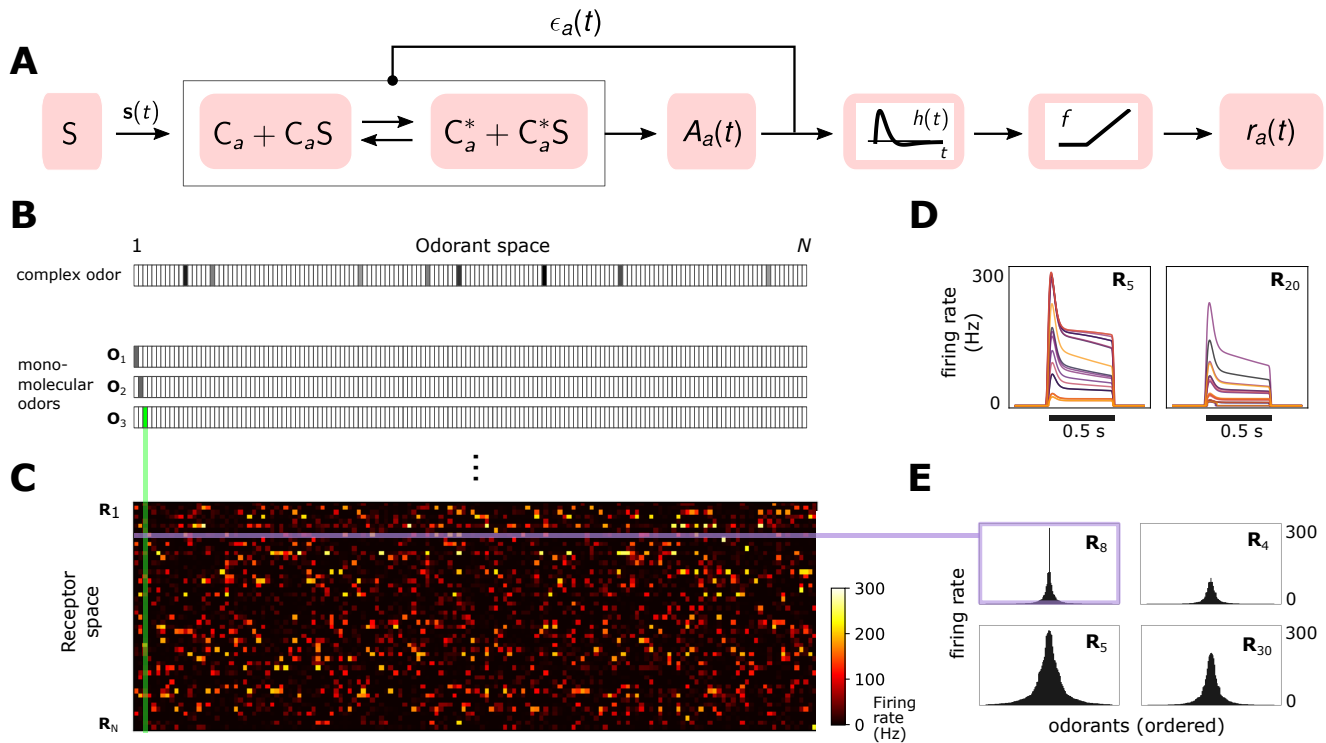 A
ϵₐ(t)
S
s(t)
Cₐ + CₐS
C*ₐ + C*ₐS
Aₐ(t)
h(t)
t
f
rₐ(t)
B
1
Odorant space
N
complex odor
mono-
molecular
odors
O₁
O₂
O₃
⋮
C
R₁
Receptor
space
R_N
300
200
100
0
Firing
rate
(Hz)
D
300
0
firing rate
(Hz)
R₅
R₂₀
0.5 s
0.5 s
E
firing rate
R₈
R₄
300
0
R₅
R₃₀
300
0
odorants (ordered)